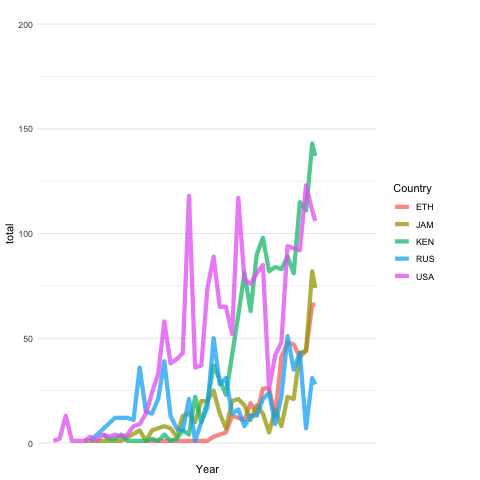 200
150
100
50
0
total
Year
Country
ETH
JAM
KEN
RUS
USA